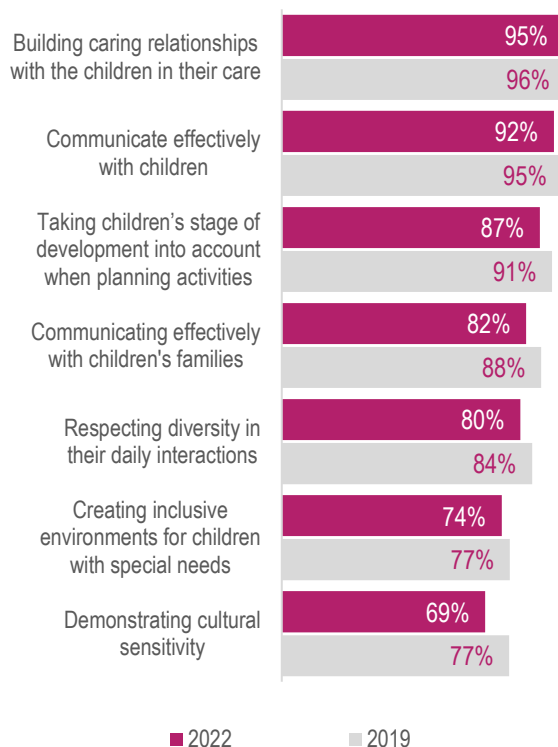 Building caring relationships
with the children in their care
95%
96%
Communicate effectively
with children
92%
95%
Taking children’s stage of
development into account
when planning activities
87%
91%
Communicating effectively
with children's families
82%
88%
Respecting diversity in
their daily interactions
80%
84%
Creating inclusive
environments for children
with special needs
74%
77%
Demonstrating cultural
sensitivity
69%
77%
2022 2019